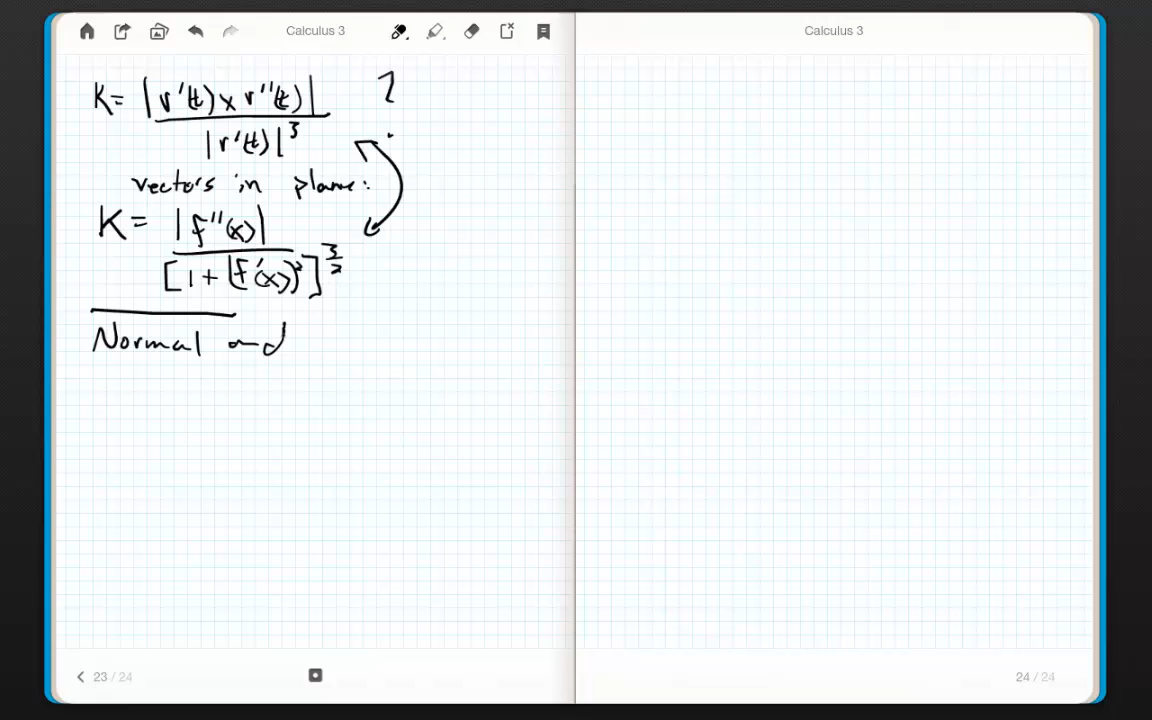 Calculus 3
Calculus 3
K= |r'(t) x r''(t)| ?
|r'(t)|^3
vectors in plane:
K= |f''(x)|
[1+(f'(x))^2]^3/2
Normal and
23 / 24
24 / 24